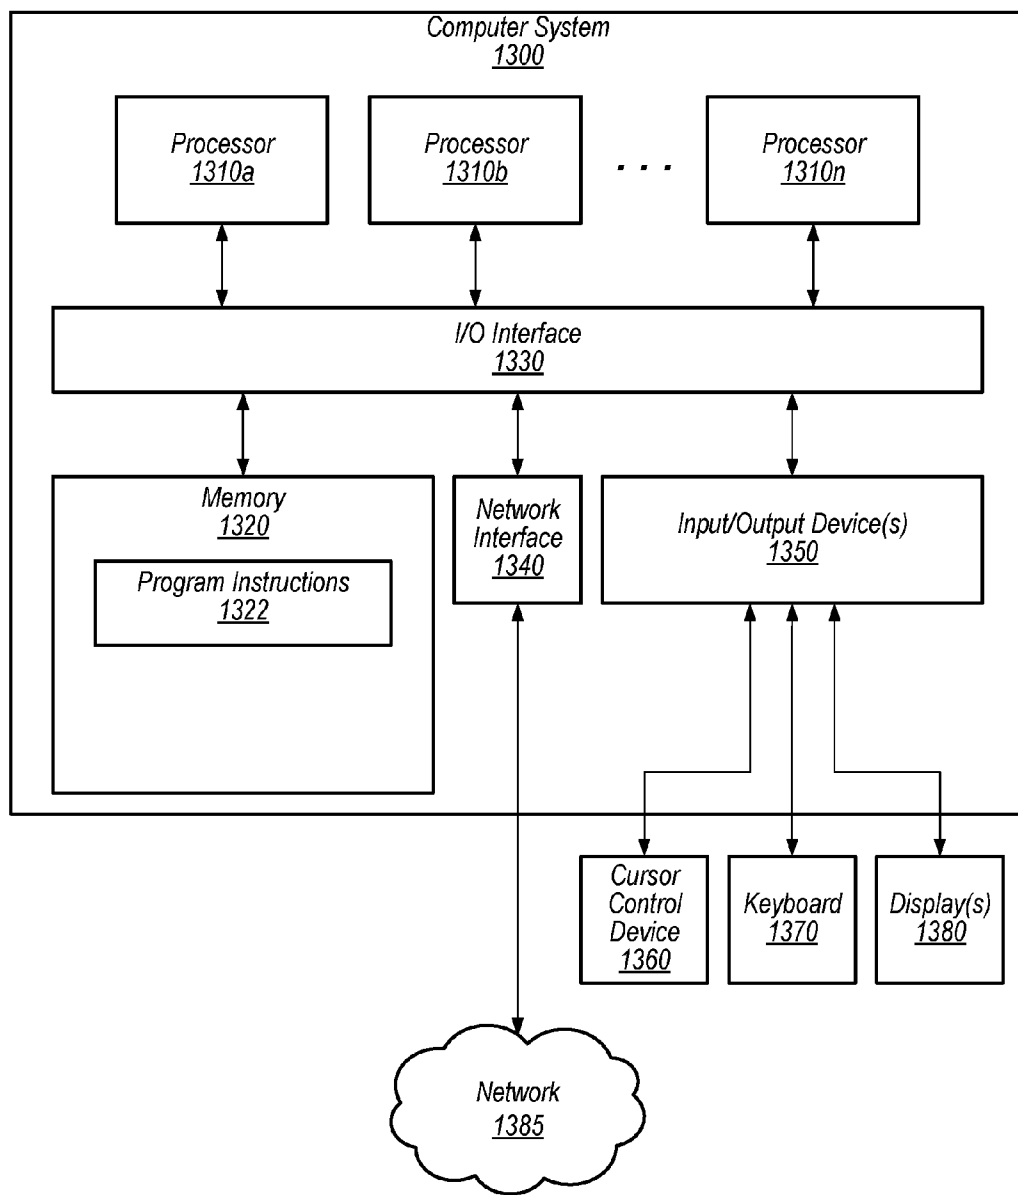 Computer System
1300
Processor
1310a
Processor
1310b
. . .
Processor
1310n
I/O Interface
1330
Memory
1320
Program Instructions
1322
Network
Interface
1340
Input/Output Device(s)
1350
Cursor
Control
Device
1360
Keyboard
1370
Display(s)
1380
Network
1385